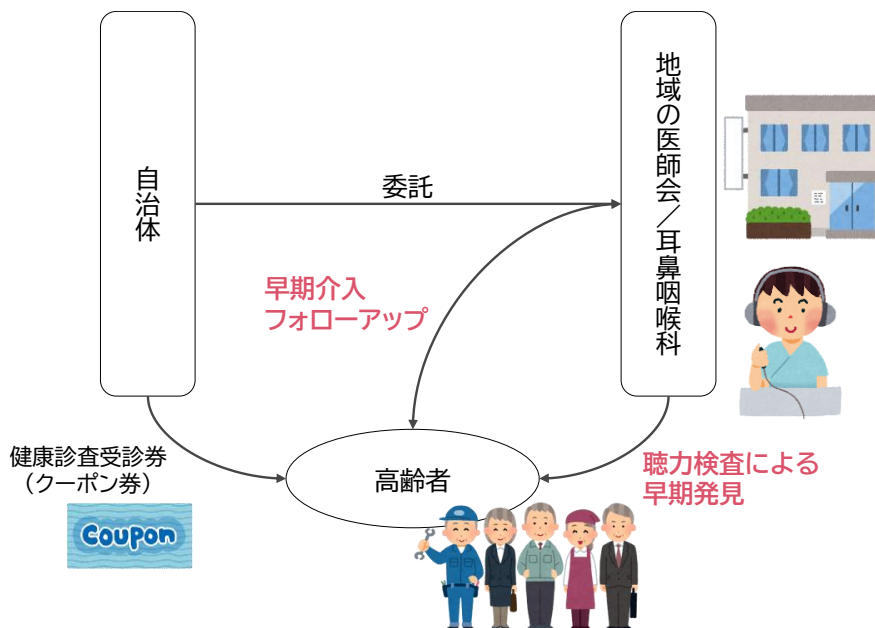 自治体
地域の医師会／耳鼻咽喉科
委託
早期介入
フォローアップ
健康診査受診券
（クーポン券）
Coupon
高齢者
聴力検査による
早期発見